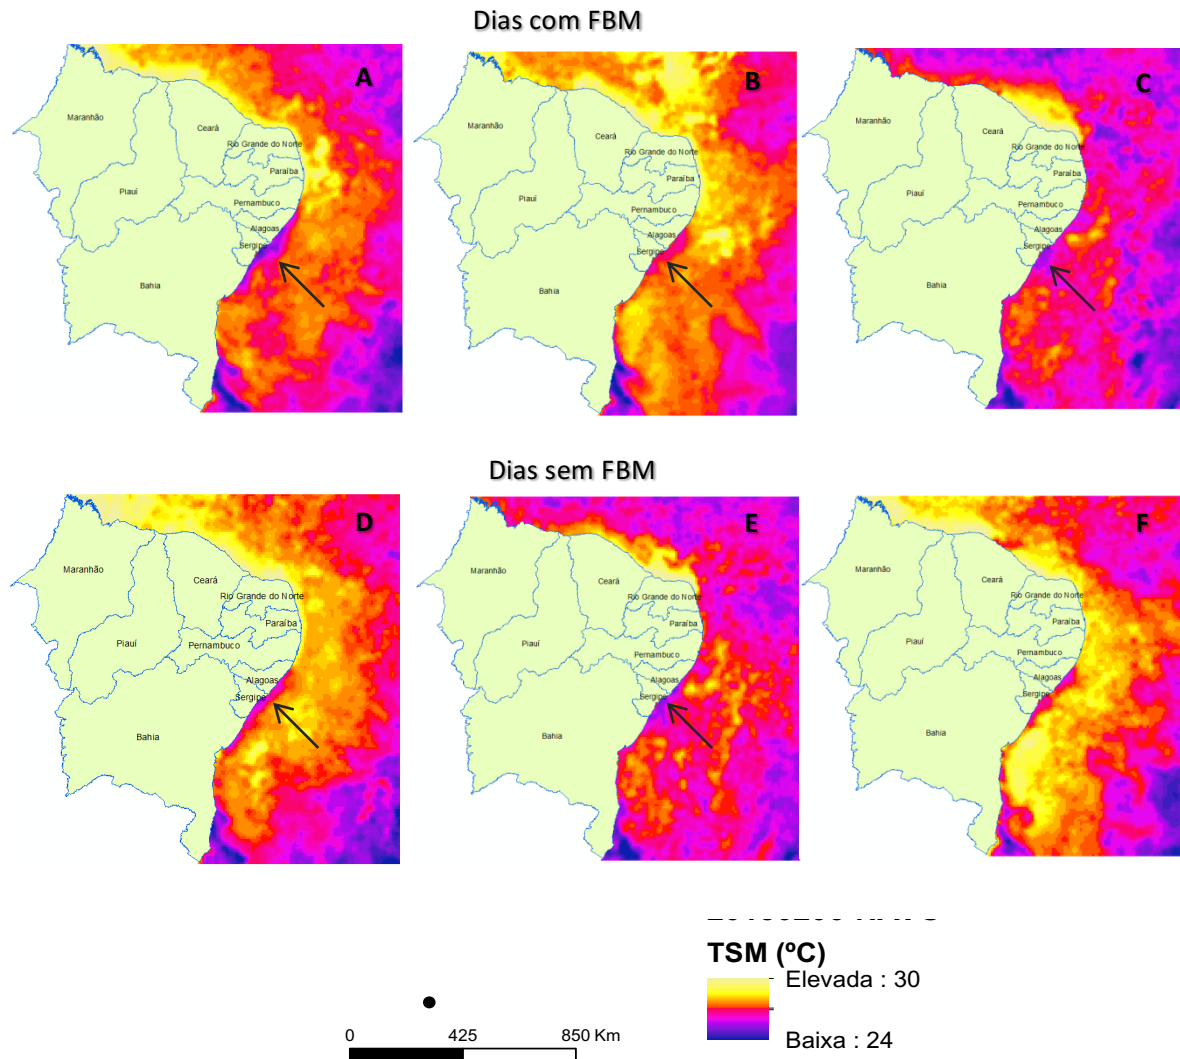 Dias com FBM
A
Maranhão
Ceará
Rio Grande do Norte
Paraíba
Piauí
Pernambuco
Alagoas
Sergipe
Bahia
B
Maranhão
Ceará
Rio Grande do Norte
Paraíba
Piauí
Pernambuco
Alagoas
Sergipe
Bahia
C
Maranhão
Ceará
Rio Grande do Norte
Paraíba
Piauí
Pernambuco
Alagoas
Sergipe
Bahia
Dias sem FBM
D
Maranhão
Ceará
Rio Grande do Norte
Paraíba
Piauí
Pernambuco
Alagoas
Sergipe
Bahia
E
Maranhão
Ceará
Rio Grande do Norte
Paraíba
Piauí
Pernambuco
Alagoas
Sergipe
Bahia
F
Maranhão
Ceará
Rio Grande do Norte
Paraíba
Piauí
Pernambuco
Alagoas
Sergipe
Bahia
TSM (ºC)
Elevada : 30
Baixa : 24
0 425 850 Km